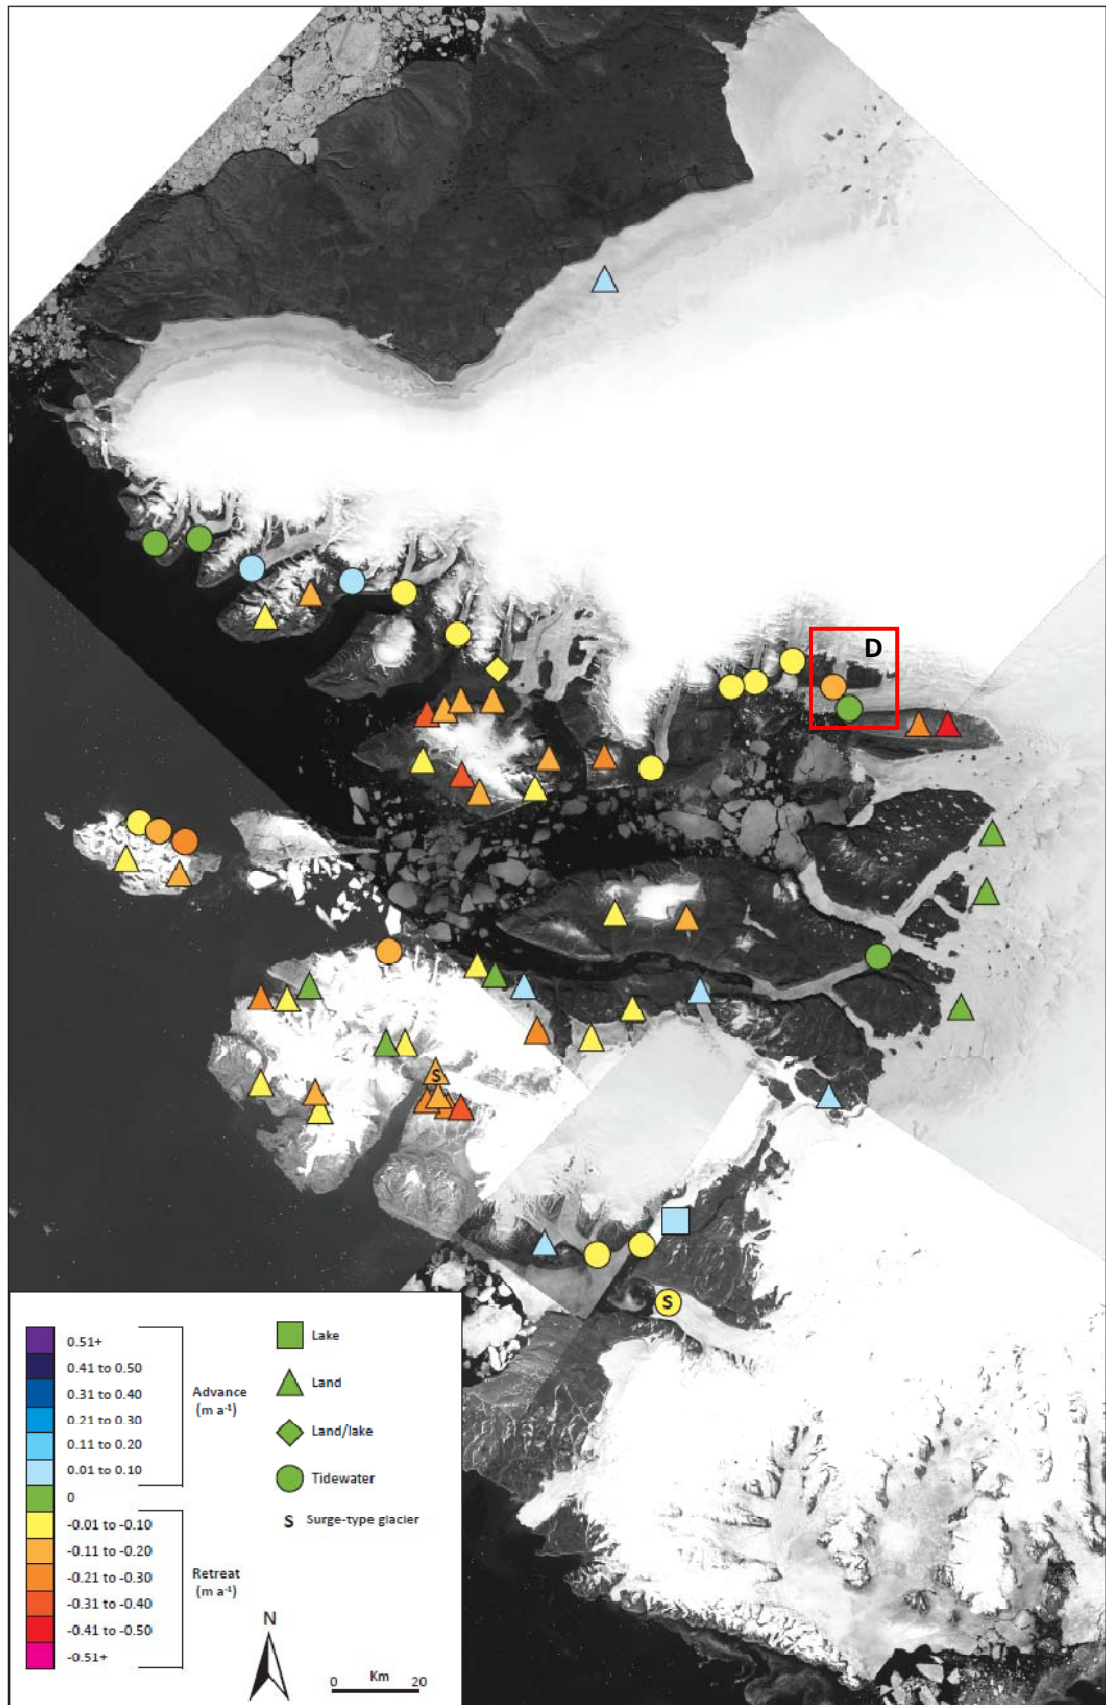 D
S
S
0.51+
0.41 to 0.50
0.31 to 0.40
0.21 to 0.30
0.11 to 0.20
0.01 to 0.10
0
-0.01 to -0.10
-0.11 to -0.20
-0.21 to -0.30
-0.31 to -0.40
-0.41 to -0.50
-0.51+
Advance
(m a⁻¹)
Retreat
(m a⁻¹)
Lake
Land
Land/lake
Tidewater
S Surge-type glacier
N
Km
0 20